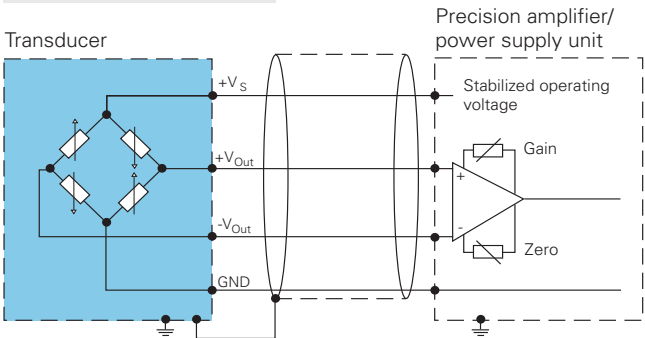 Transducer
Precision amplifier/
power supply unit
+VS
Stabilized operating
voltage
+VOut
Gain
+
-
-VOut
Zero
GND